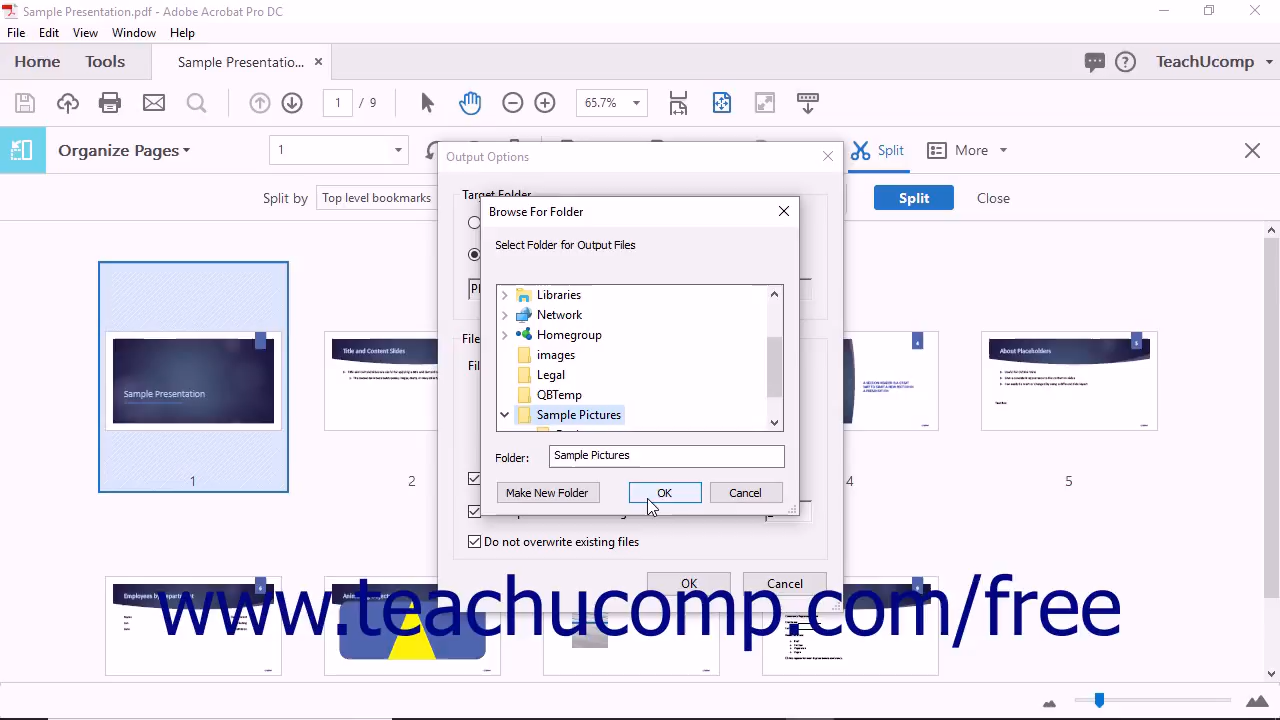 Sample Presentation.pdf - Adobe Acrobat Pro DC
File Edit View Window Help
Home Tools Sample Presentatio... × TeachUcomp
1 / 9 65.7%
Organize Pages 1 Split More
Split by Top level bookmarks Split Close
Output Options
Target Folder
Browse For Folder
Select Folder for Output Files
Libraries
Network
Homegroup
images
Legal
QBTemp
Sample Pictures
Folder: Sample Pictures
Make New Folder OK Cancel
Do not overwrite existing files
OK Cancel
Sample Presentation
Title and Content Slides
About Placeholders
1 2 4 5
Employees by Department
www.teachucomp.com/free